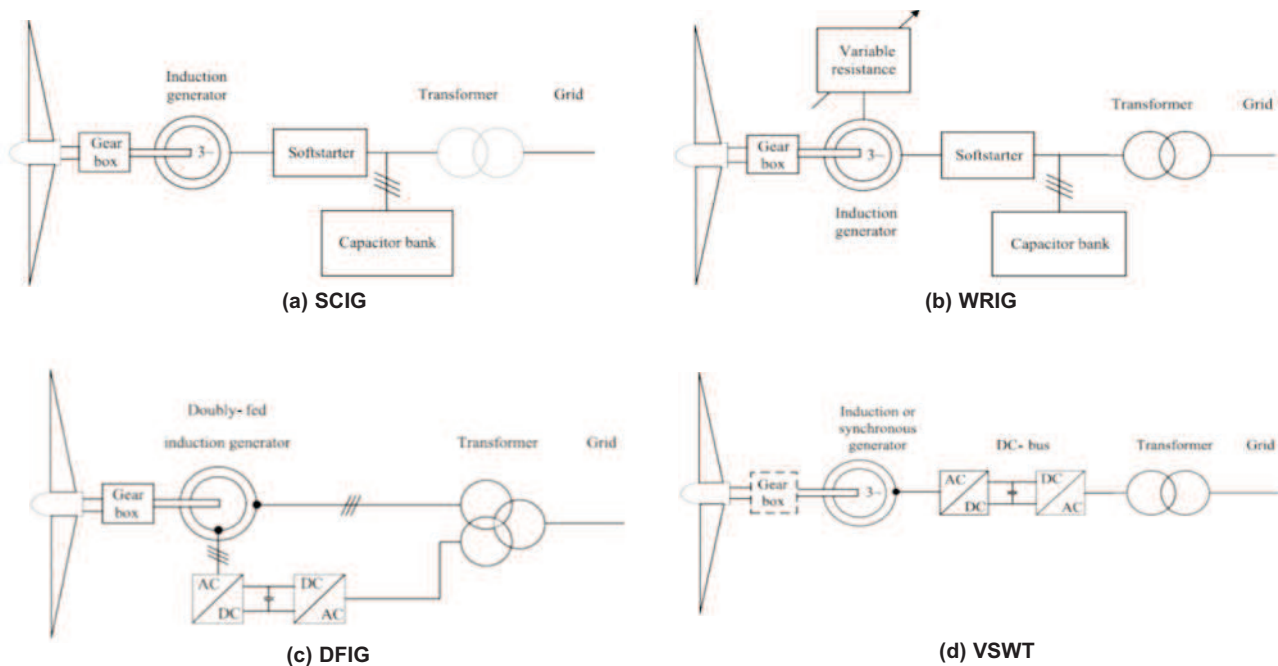 Induction
generator
Transformer
Grid
Gear
box
3~
Softstarter
Capacitor bank
(a) SCIG
Variable
resistance
Transformer
Grid
Gear
box
3~
Softstarter
Induction
generator
Capacitor bank
(b) WRIG
Doubly-fed
induction generator
Transformer
Grid
Gear
box
AC
DC
DC
AC
(c) DFIG
Induction or
synchronous
generator
DC-bus
Transformer
Grid
Gear
box
3~
AC
DC
DC
AC
(d) VSWT